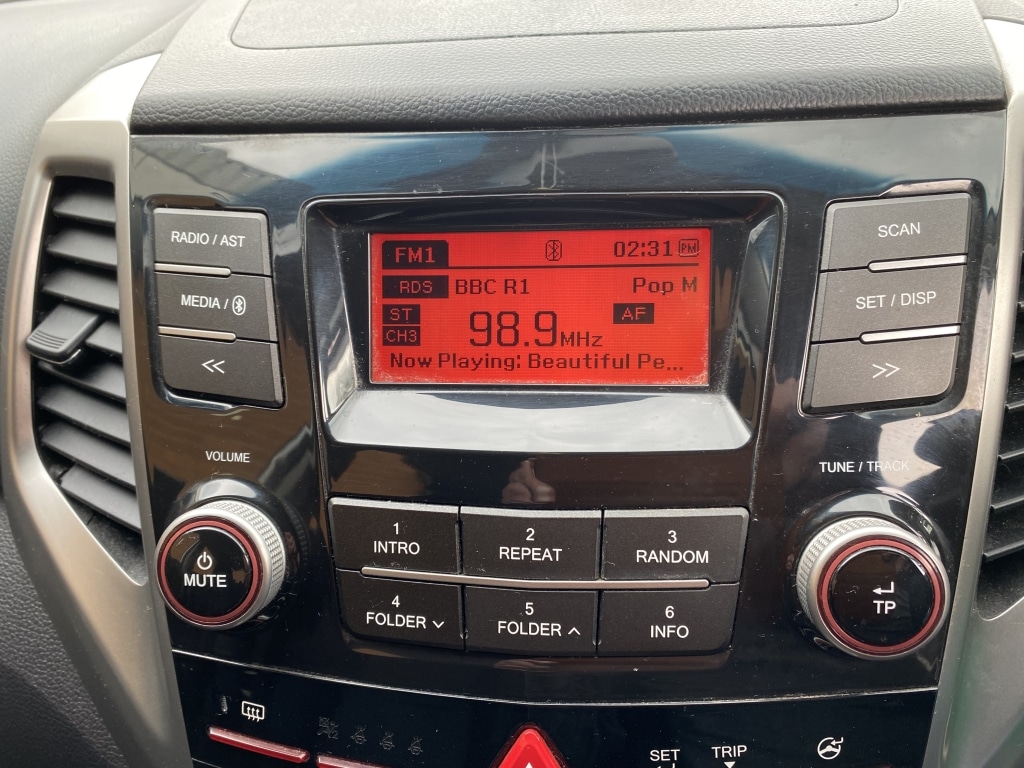 RADIO / AST
MEDIA /
<<
FM1 02:31 PM
RDS BBC R1 Pop M
ST 98.9MHz AF
CH3
Now Playing: Beautiful Pe...
SCAN
SET / DISP
>>
VOLUME
MUTE
TUNE / TRACK
TP
1
INTRO
2
REPEAT
3
RANDOM
4
FOLDER
5
FOLDER
6
INFO
SET
TRIP